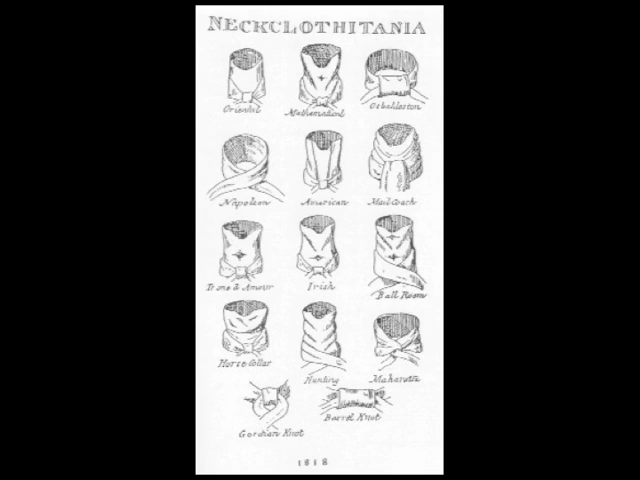 NECKCLOTHITANIA
Oriental Mathematical Osbaldeston
Napoleon American Mail Coach
Trone d Amour Irish Ball Room
Horse Collar Hunting Maharatta
Gordian Knot Barrel Knot
1818